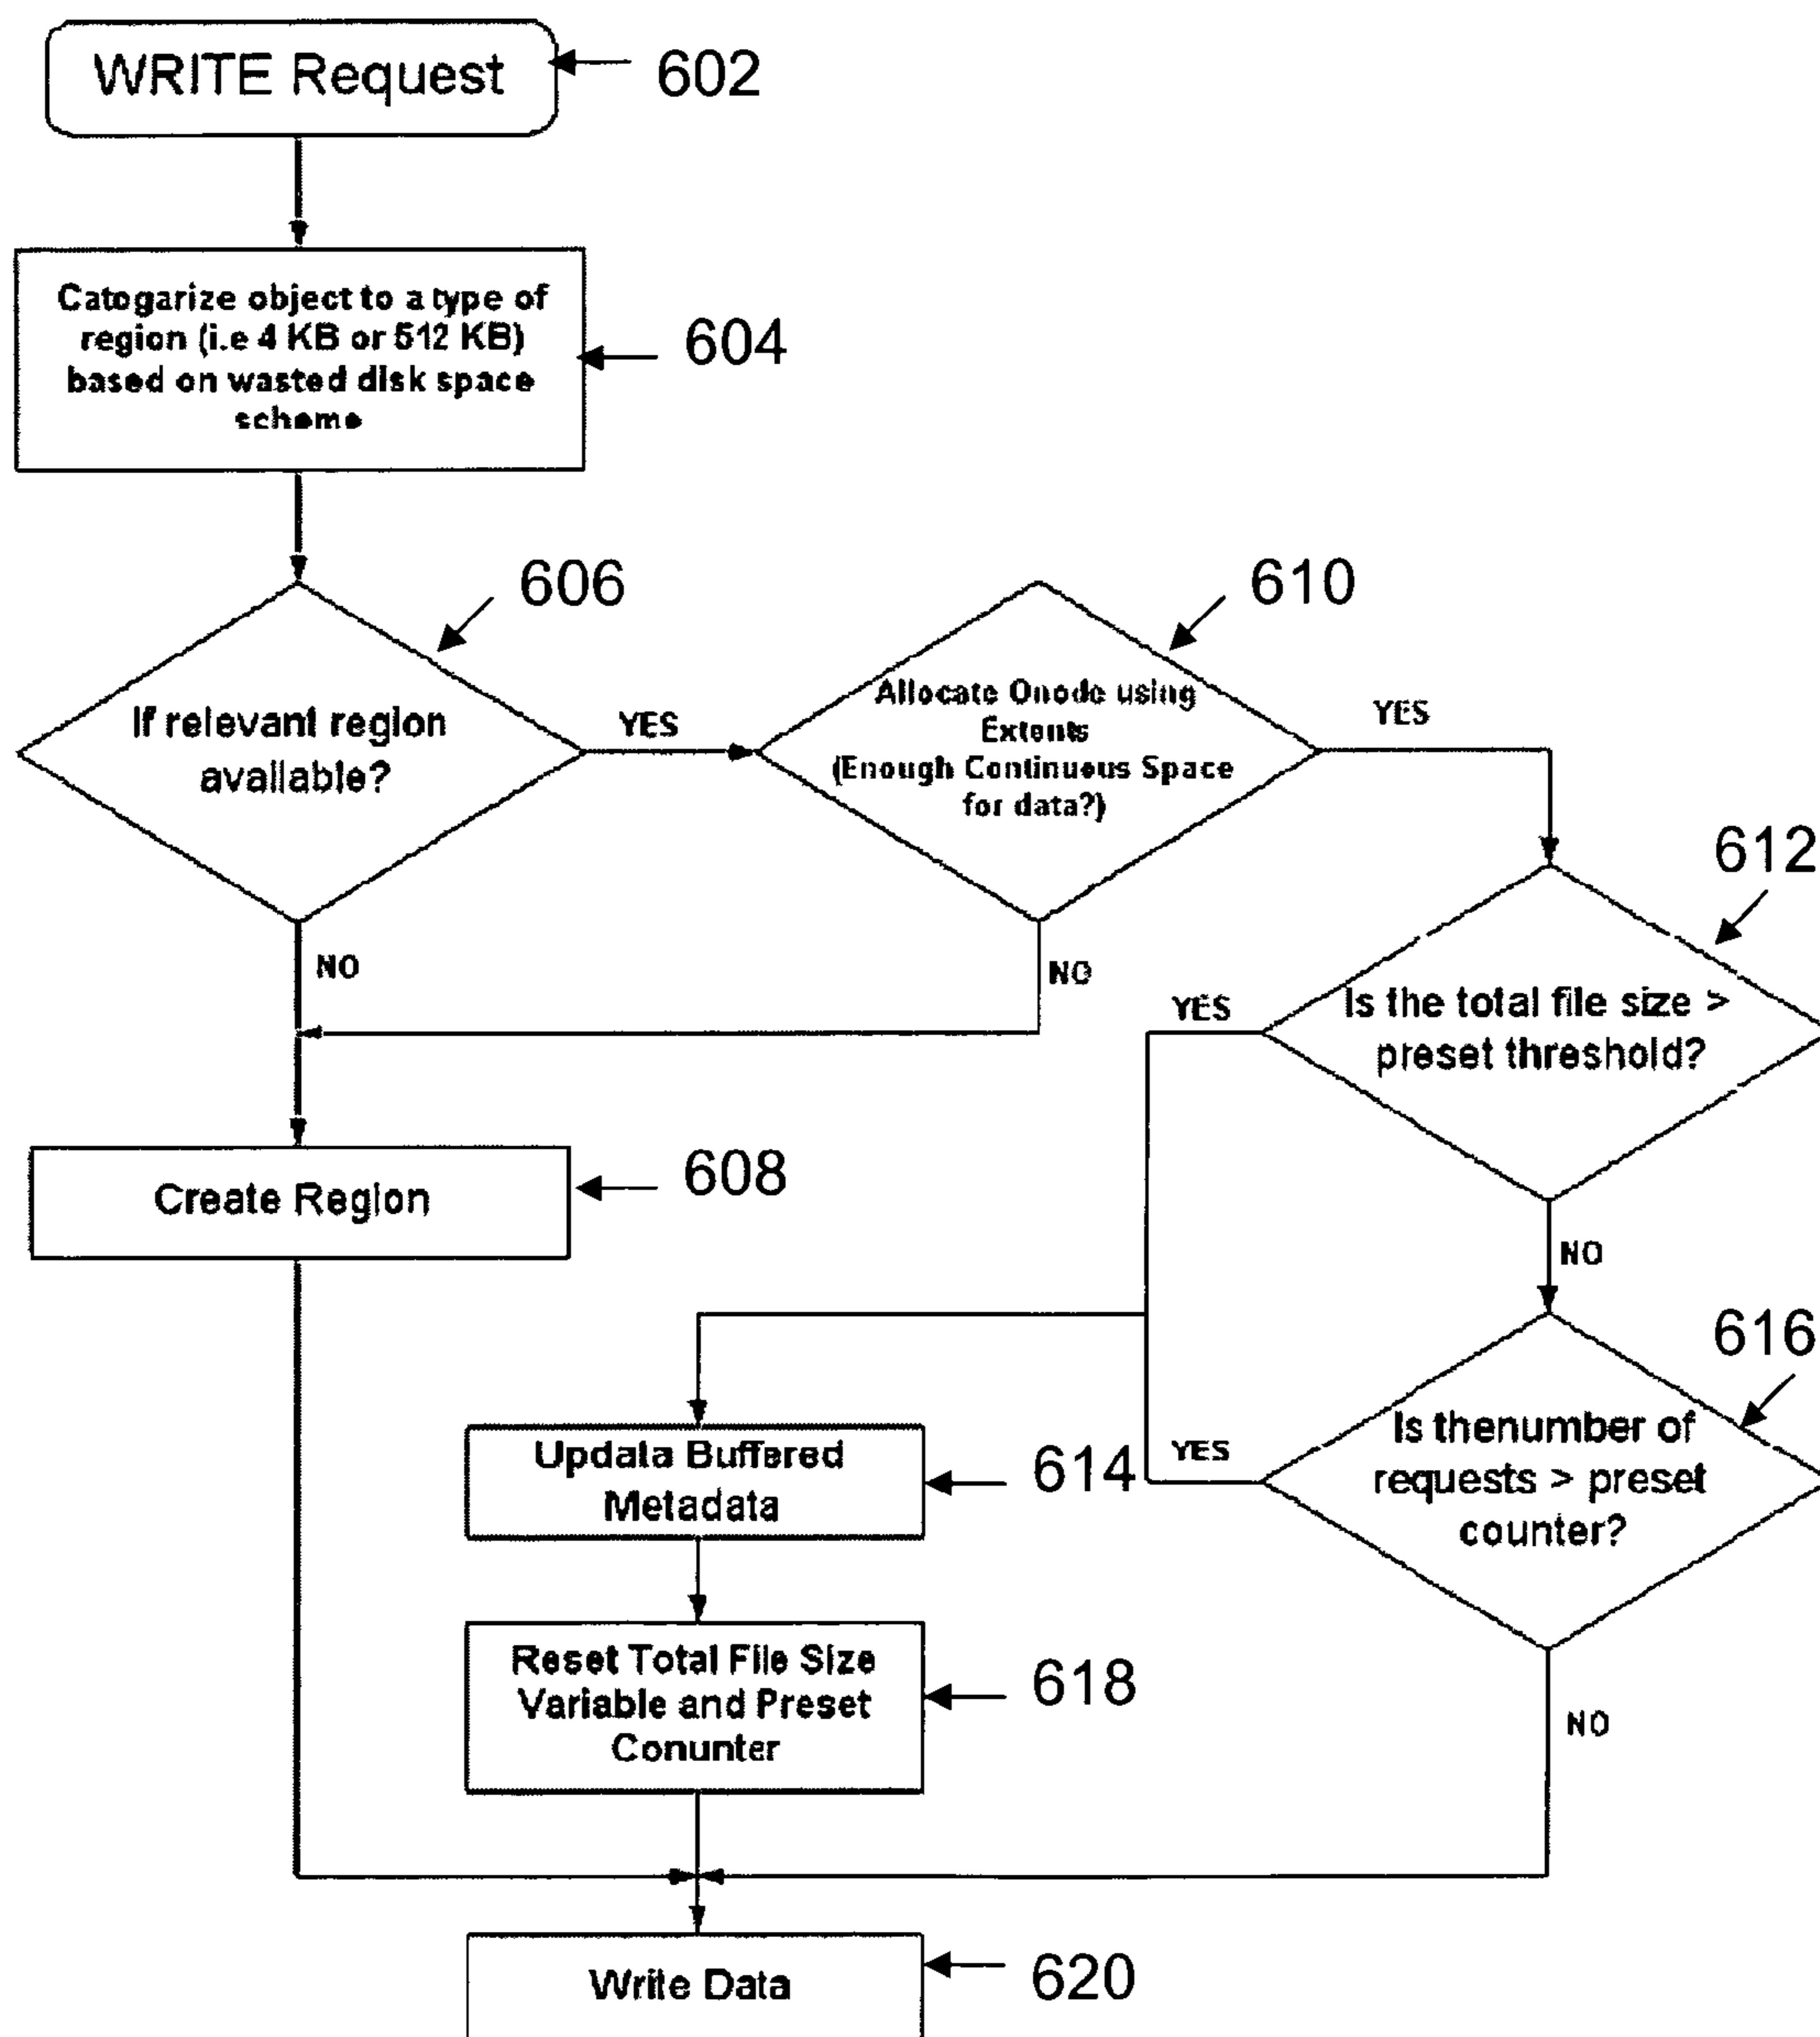 WRITE Request
602
Catogarize object to a type of
region (i.e 4 KB or 512 KB)
based on wasted disk space
scheme
604
606
If relevant region
available?
YES
NO
610
Allocate Onode using
Extents
(Enough Continuous Space
for data?)
YES
NO
612
Is the total file size >
preset threshold?
YES
NO
Create Region
608
616
Is thenumber of
requests > preset
counter?
YES
NO
Updata Buffered
Metadata
614
Reset Total File Size
Variable and Preset
Conunter
618
Write Data
620